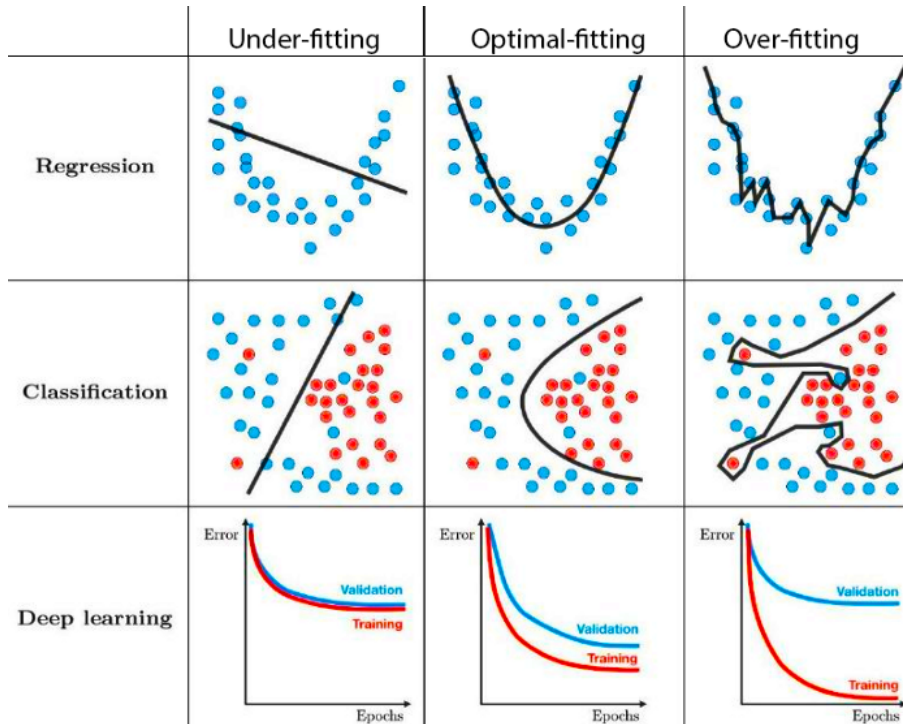 Under-fitting
Optimal-fitting
Over-fitting
Regression
Classification
Deep learning
Error
Validation
Training
Epochs
Error
Validation
Training
Epochs
Error
Validation
Training
Epochs